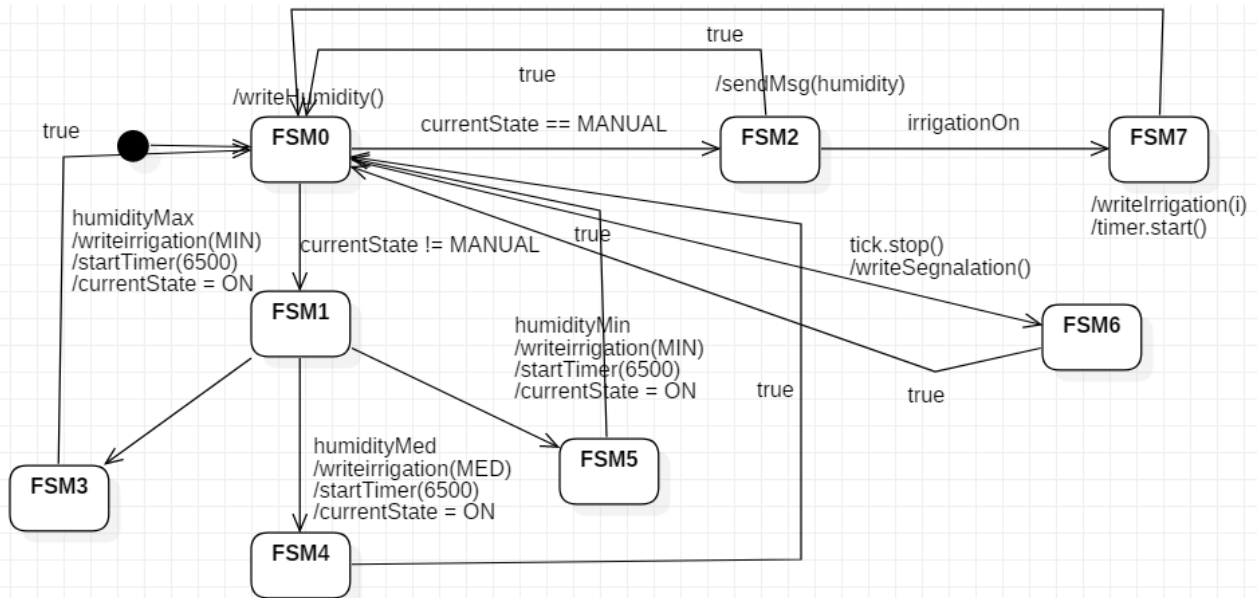 true
true
/writeHumidity()
/sendMsg(humidity)
true
FSM0
currentState == MANUAL
FSM2
irrigationOn
FSM7
/writeIrrigation(i)
/timer.start()
humidityMax
/writeirrigation(MIN)
/startTimer(6500)
/currentState = ON
currentState != MANUAL
true
tick.stop()
/writeSegnalation()
FSM1
FSM6
humidityMin
/writeirrigation(MIN)
/startTimer(6500)
/currentState = ON
true
true
humidityMed
/writeirrigation(MED)
/startTimer(6500)
/currentState = ON
FSM5
FSM3
FSM4